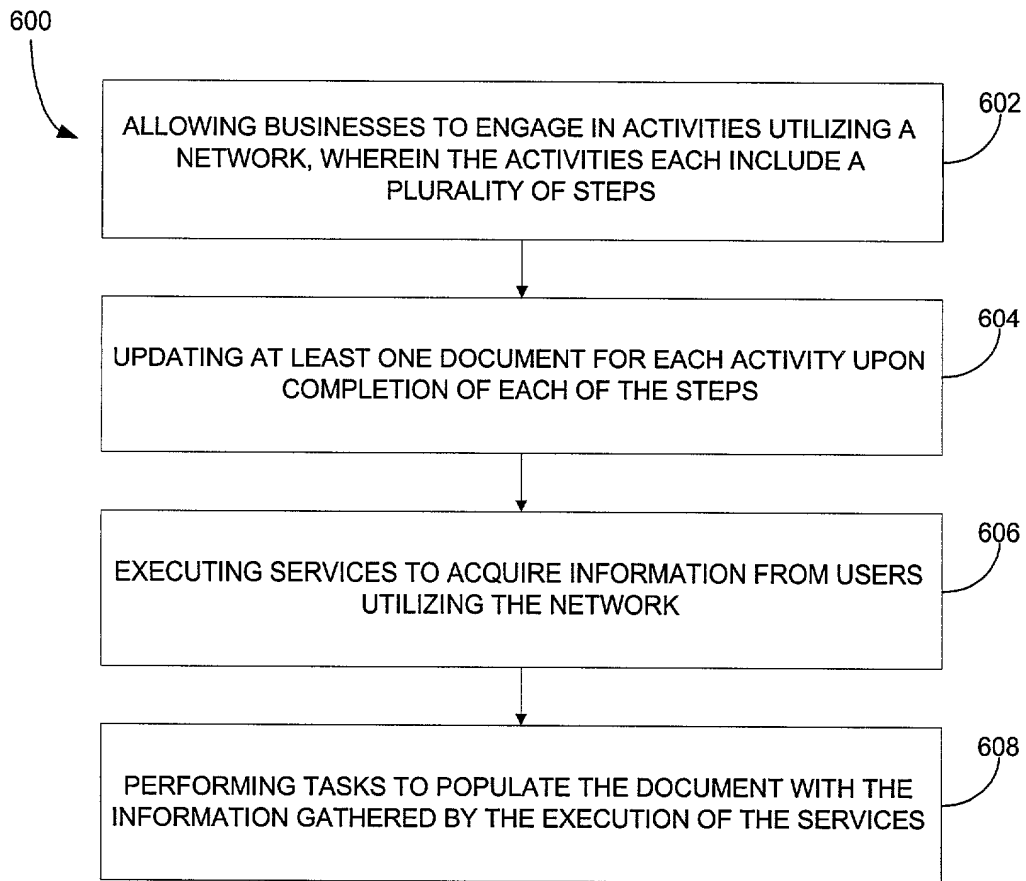 600
602
ALLOWING BUSINESSES TO ENGAGE IN ACTIVITIES UTILIZING A
NETWORK, WHEREIN THE ACTIVITIES EACH INCLUDE A
PLURALITY OF STEPS
604
UPDATING AT LEAST ONE DOCUMENT FOR EACH ACTIVITY UPON
COMPLETION OF EACH OF THE STEPS
606
EXECUTING SERVICES TO ACQUIRE INFORMATION FROM USERS
UTILIZING THE NETWORK
608
PERFORMING TASKS TO POPULATE THE DOCUMENT WITH THE
INFORMATION GATHERED BY THE EXECUTION OF THE SERVICES